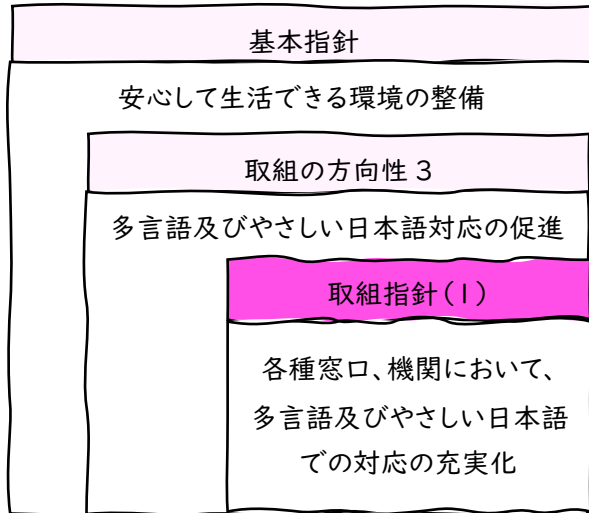 基本指針
安心して生活できる環境の整備
取組の方向性 3
多言語及びやさしい日本語対応の促進
取組指針(1)
各種窓口、機関において、
多言語及びやさしい日本語
での対応の充実化